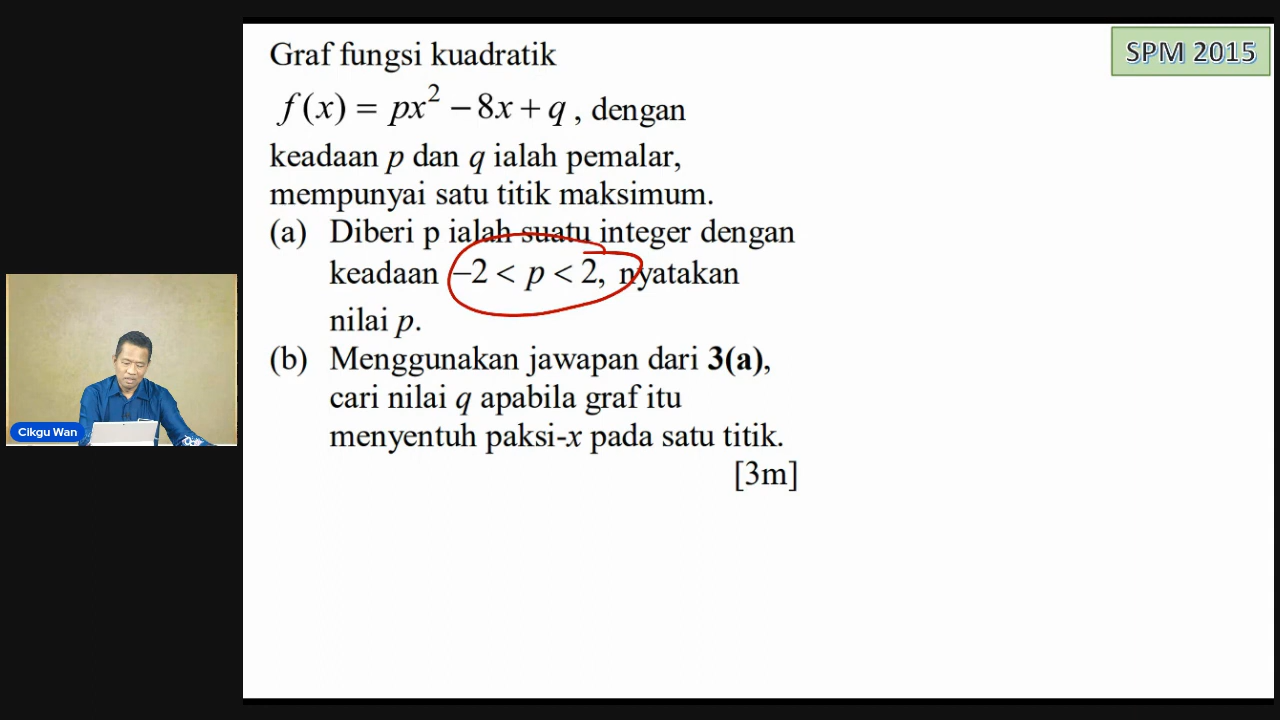 SPM 2015
Graf fungsi kuadratik
f(x) = px² − 8x + q , dengan
keadaan p dan q ialah pemalar,
mempunyai satu titik maksimum.
(a) Diberi p ialah suatu integer dengan
keadaan −2 < p < 2, nyatakan
nilai p.
(b) Menggunakan jawapan dari 3(a),
cari nilai q apabila graf itu
menyentuh paksi-x pada satu titik.
[3m]
Cikgu Wan